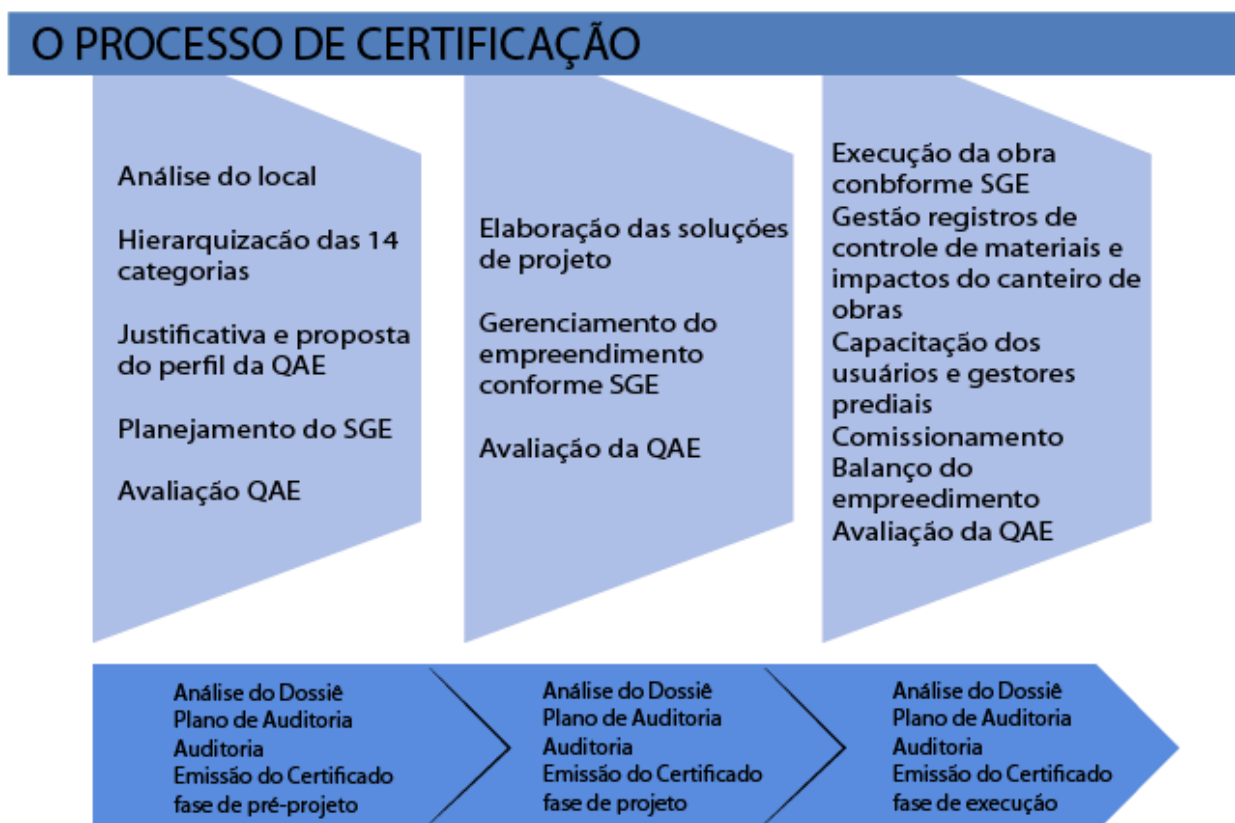 O PROCESSO DE CERTIFICAÇÃO
Análise do local
Hierarquizacáo das 14
categorias
Justificativa e proposta
do perfil da QAE
Planejamento do SGE
Avaliação QAE
Elaboração das soluções
de projeto
Gerenciamento do
empreendimento
conforme SGE
Avaliação da QAE
Execução da obra
conbforme SGE
Gestão registros de
controle de materiais e
impactos do canteiro de
obras
Capacitação dos
usuários e gestores
prediais
Comissionamento
Balanço do
empreedimento
Avaliação da QAE
Análise do Dossiê
Plano de Auditoria
Auditoria
Emissão do Certificado
fase de pré-projeto
Análise do Dossiê
Plano de Auditoria
Auditoria
Emissão do Certificado
fase de projeto
Análise do Dossiê
Plano de Auditoria
Auditoria
Emissão do Certificado
fase de execução